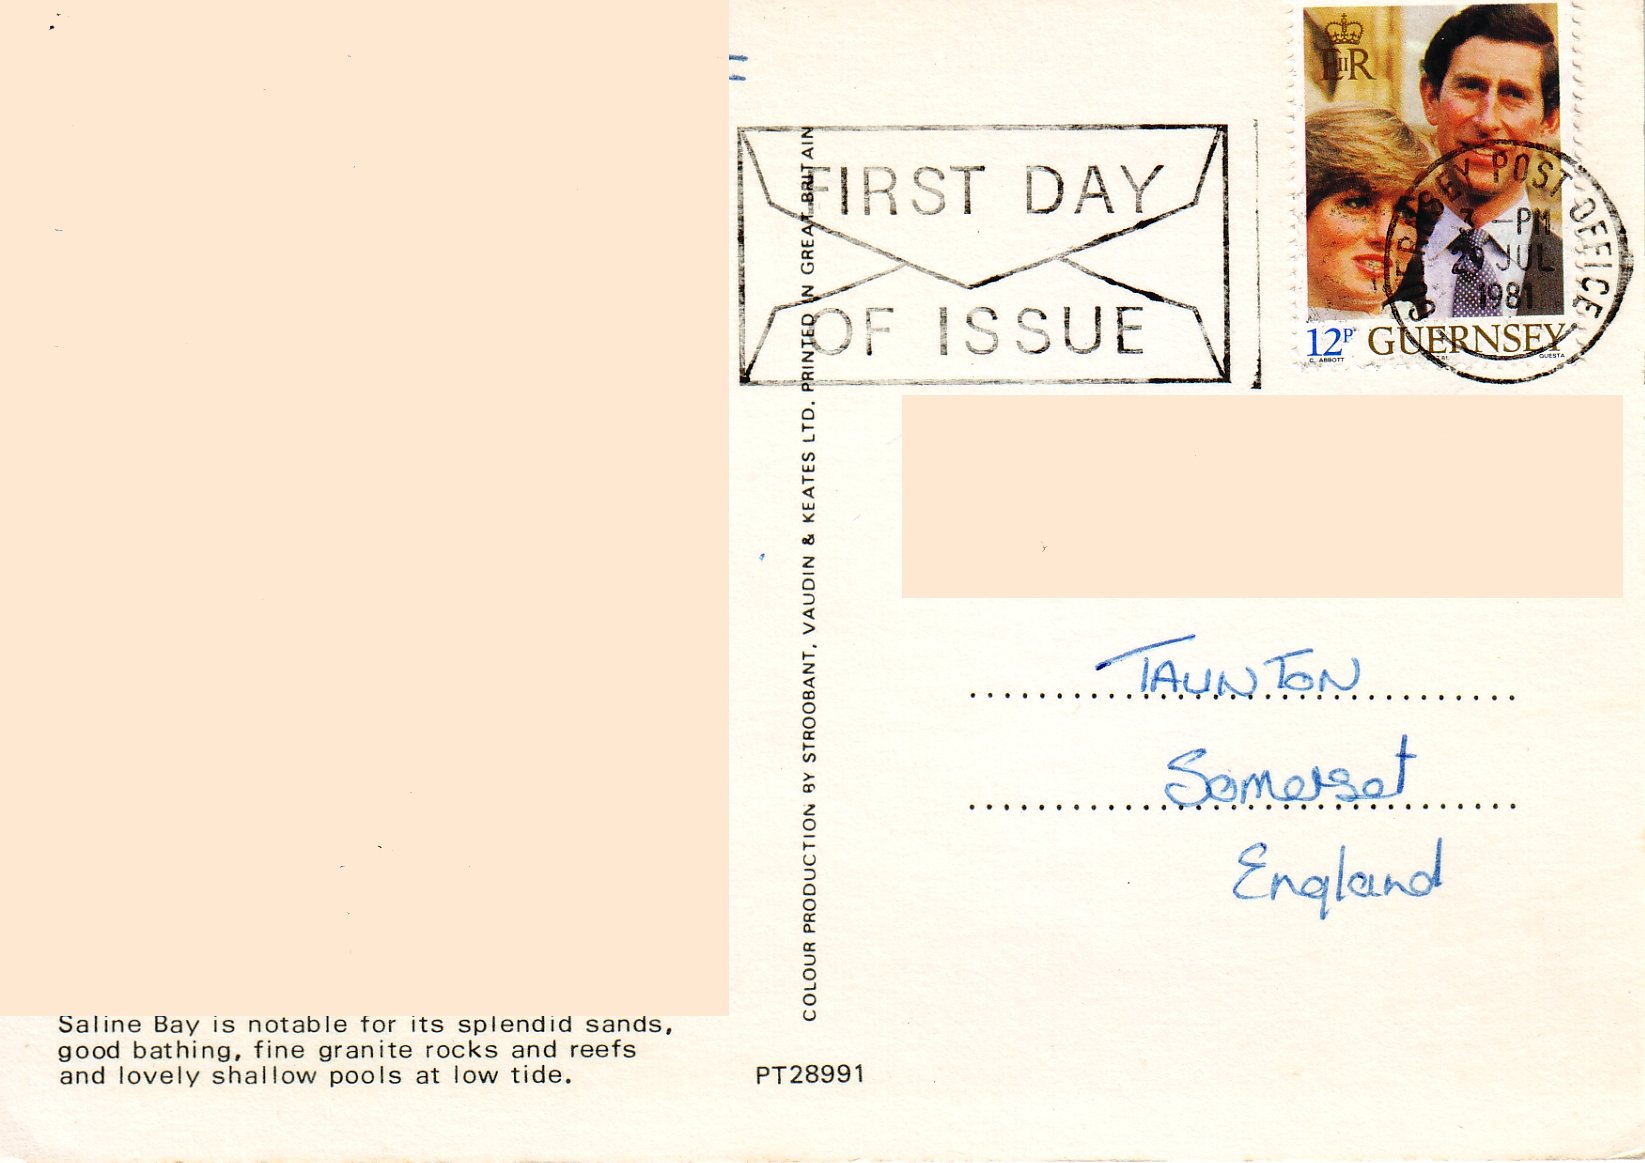 EIIR
FIRST DAY
OF ISSUE
GUERNSEY POST OFFICE
3 -PM
29 JUL
1981
12P GUERNSEY
C. ABBOTT
QUESTA
COLOUR PRODUCTION BY STROOBANT, VAUDIN & KEATES LTD. PRINTED IN GREAT BRITAIN
TAUNTON
Somerset
England
Saline Bay is notable for its splendid sands,
good bathing, fine granite rocks and reefs
and lovely shallow pools at low tide.
PT28991